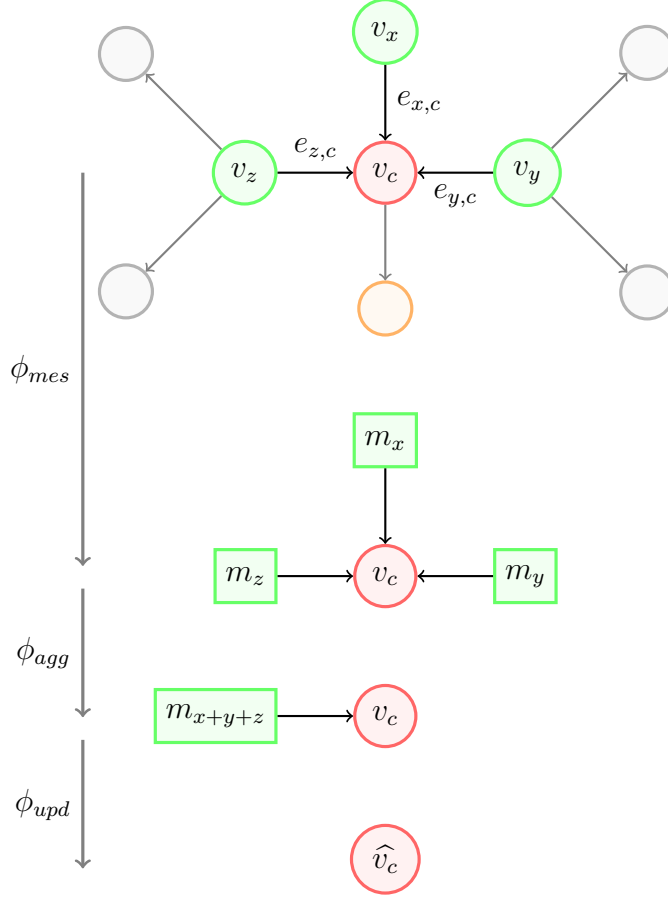 v_x
e_{x,c}
e_{z,c}
v_z
v_c
v_y
e_{y,c}
ϕ_{mes}
m_x
m_z
v_c
m_y
ϕ_{agg}
m_{x+y+z}
v_c
ϕ_{upd}
\widehat{v_c}